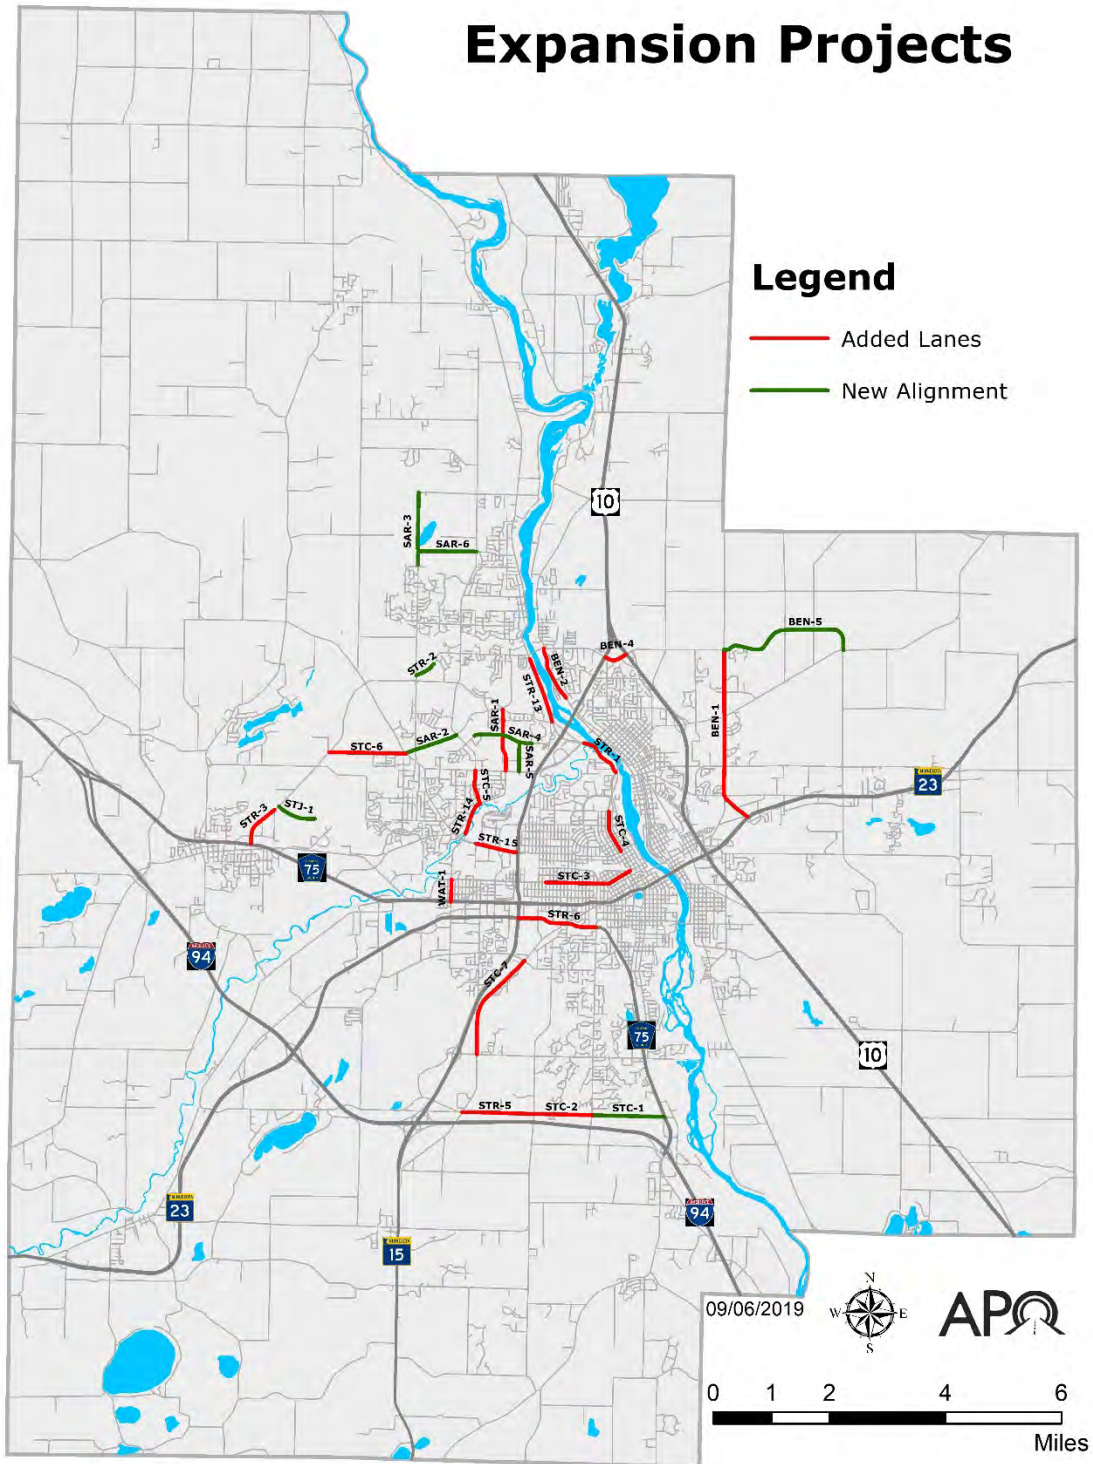 Expansion Projects
Legend
Added Lanes
New Alignment
10
SAR-3
SAR-6
BEN-5
BEN-4
STR-2
BEN-2
STR-13
BEN-1
SAR-1
SAR-2
SAR-4
STC-6
SAR-5
STR-1
STC-5
MINNESOTA
23
STR-3
STJ-1
STR-14
STC-4
STR-15
75
WAT-1
STC-3
STR-6
94
STC-7
75
10
STR-5
STC-2
STC-1
MINNESOTA
23
94
MINNESOTA
15
09/06/2019
N
W
E
S
APO
0 1 2 4 6
Miles